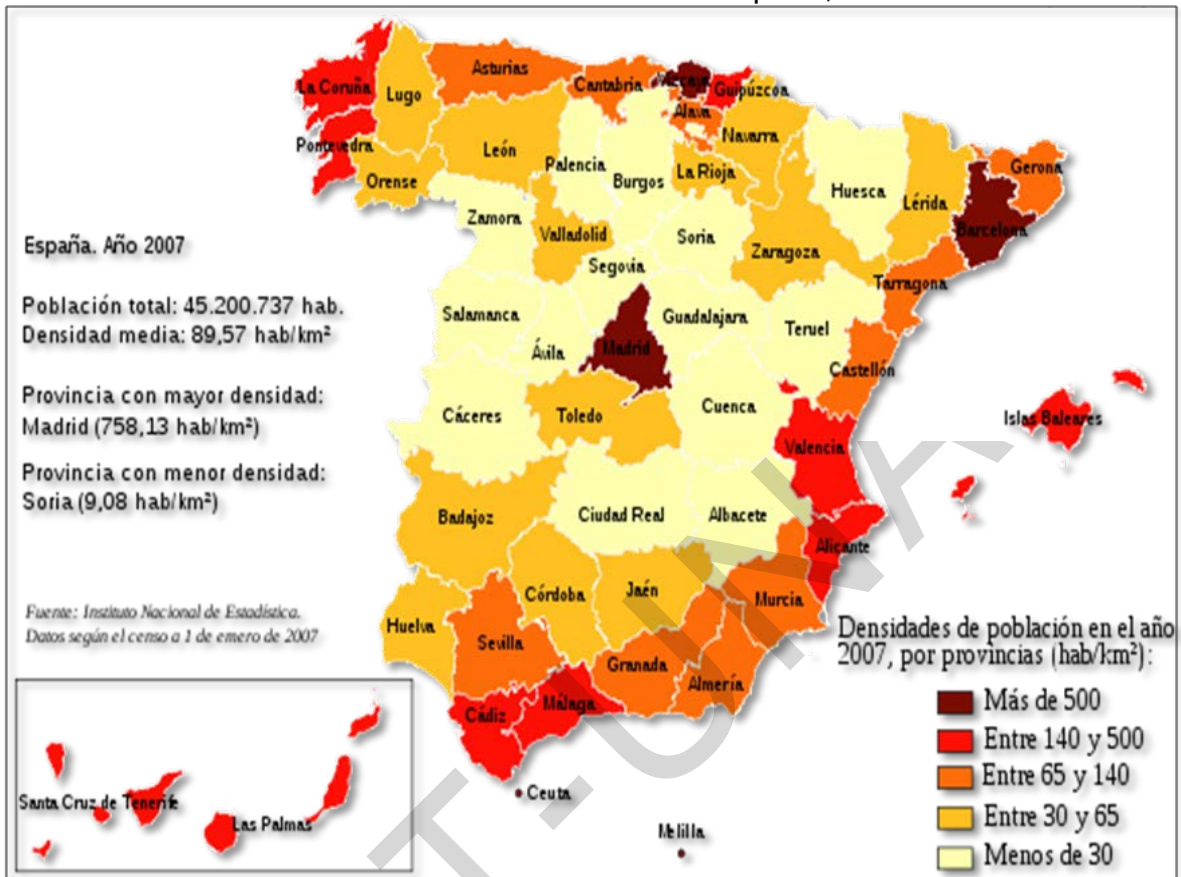 La Coruña
Lugo
Asturias
Cantabria
Vizcaya
Guipúzcoa
Álava
Navarra
Pontevedra
Orense
León
Palencia
Burgos
La Rioja
Huesca
Lérida
Gerona
Barcelona
Zamora
Valladolid
Soria
Zaragoza
Tarragona
Segovia
Salamanca
Ávila
Madrid
Guadalajara
Teruel
Castellón
Cáceres
Toledo
Cuenca
Valencia
Islas Baleares
Badajoz
Ciudad Real
Albacete
Alicante
Huelva
Sevilla
Córdoba
Jaén
Murcia
Granada
Almería
Cádiz
Málaga
Ceuta
Melilla
España. Año 2007
Población total: 45.200.737 hab.
Densidad media: 89,57 hab/km²
Provincia con mayor densidad:
Madrid (758,13 hab/km²)
Provincia con menor densidad:
Soria (9,08 hab/km²)
Fuente: Instituto Nacional de Estadística.
Datos según el censo a 1 de enero de 2007
Santa Cruz de Tenerife
Las Palmas
Densidades de población en el año
2007, por provincias (hab/km²):
Más de 500
Entre 140 y 500
Entre 65 y 140
Entre 30 y 65
Menos de 30